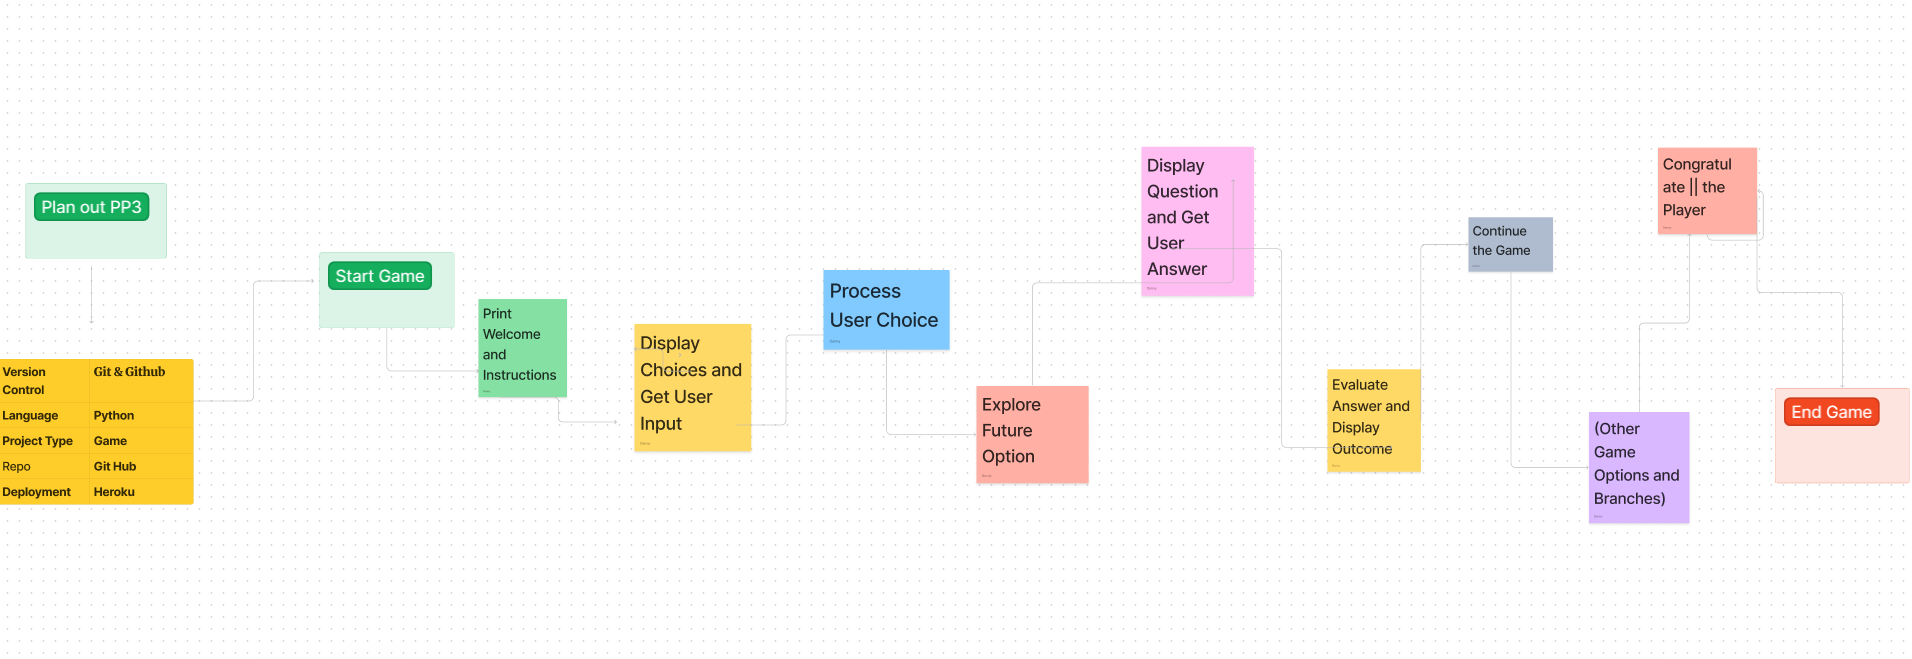 Plan out PP3
Version
Control
Git & Github
Language
Python
Project Type
Game
Repo
Git Hub
Deployment
Heroku
Start Game
Print
Welcome
and
Instructions
Display
Choices and
Get User
Input
Process
User Choice
Explore
Future
Option
Display
Question
and Get
User
Answer
Evaluate
Answer and
Display
Outcome
Continue
the Game
(Other
Game
Options and
Branches)
Congratul
ate || the
Player
End Game